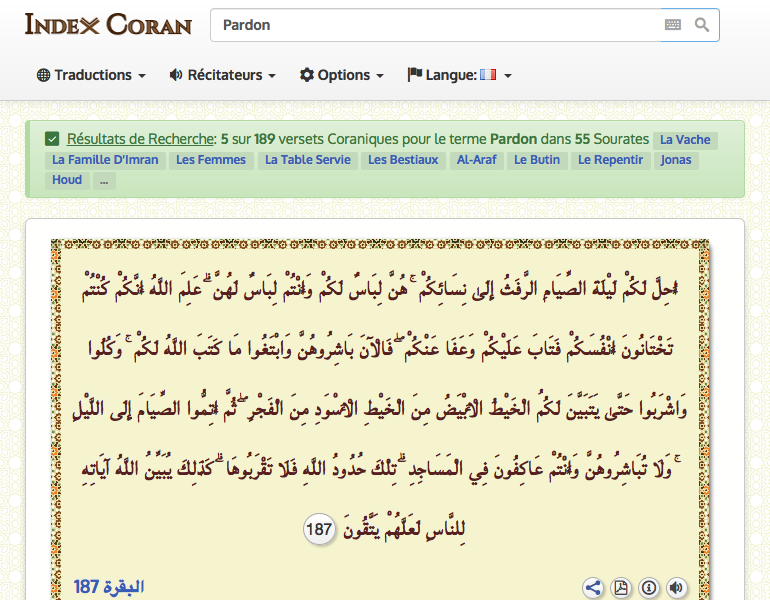 INDEX CORAN
Pardon
Traductions Récitateurs Options Langue:
Résultats de Recherche: 5 sur 189 versets Coraniques pour le terme Pardon dans 55 Sourates La Vache
La Famille D'Imran Les Femmes La Table Servie Les Bestiaux Al-Araf Le Butin Le Repentir Jonas
Houd ...
أُحِلَّ لَكُمْ لَيْلَةَ الصِّيَامِ الرَّفَثُ إِلَىٰ نِسَائِكُمْ ۚ هُنَّ لِبَاسٌ لَكُمْ وَأَنْتُمْ لِبَاسٌ لَهُنَّ ۗ عَلِمَ اللَّهُ أَنَّكُمْ كُنْتُمْ
تَخْتَانُونَ أَنْفُسَكُمْ فَتَابَ عَلَيْكُمْ وَعَفَا عَنْكُمْ ۖ فَالْآنَ بَاشِرُوهُنَّ وَابْتَغُوا مَا كَتَبَ اللَّهُ لَكُمْ ۚ وَكُلُوا
وَاشْرَبُوا حَتَّىٰ يَتَبَيَّنَ لَكُمُ الْخَيْطُ الْأَبْيَضُ مِنَ الْخَيْطِ الْأَسْوَدِ مِنَ الْفَجْرِ ۖ ثُمَّ أَتِمُّوا الصِّيَامَ إِلَى اللَّيْلِ
ۚ وَلَا تُبَاشِرُوهُنَّ وَأَنْتُمْ عَاكِفُونَ فِي الْمَسَاجِدِ ۗ تِلْكَ حُدُودُ اللَّهِ فَلَا تَقْرَبُوهَا ۗ كَذَٰلِكَ يُبَيِّنُ اللَّهُ آيَاتِهِ
لِلنَّاسِ لَعَلَّهُمْ يَتَّقُونَ 187
البقرة 187